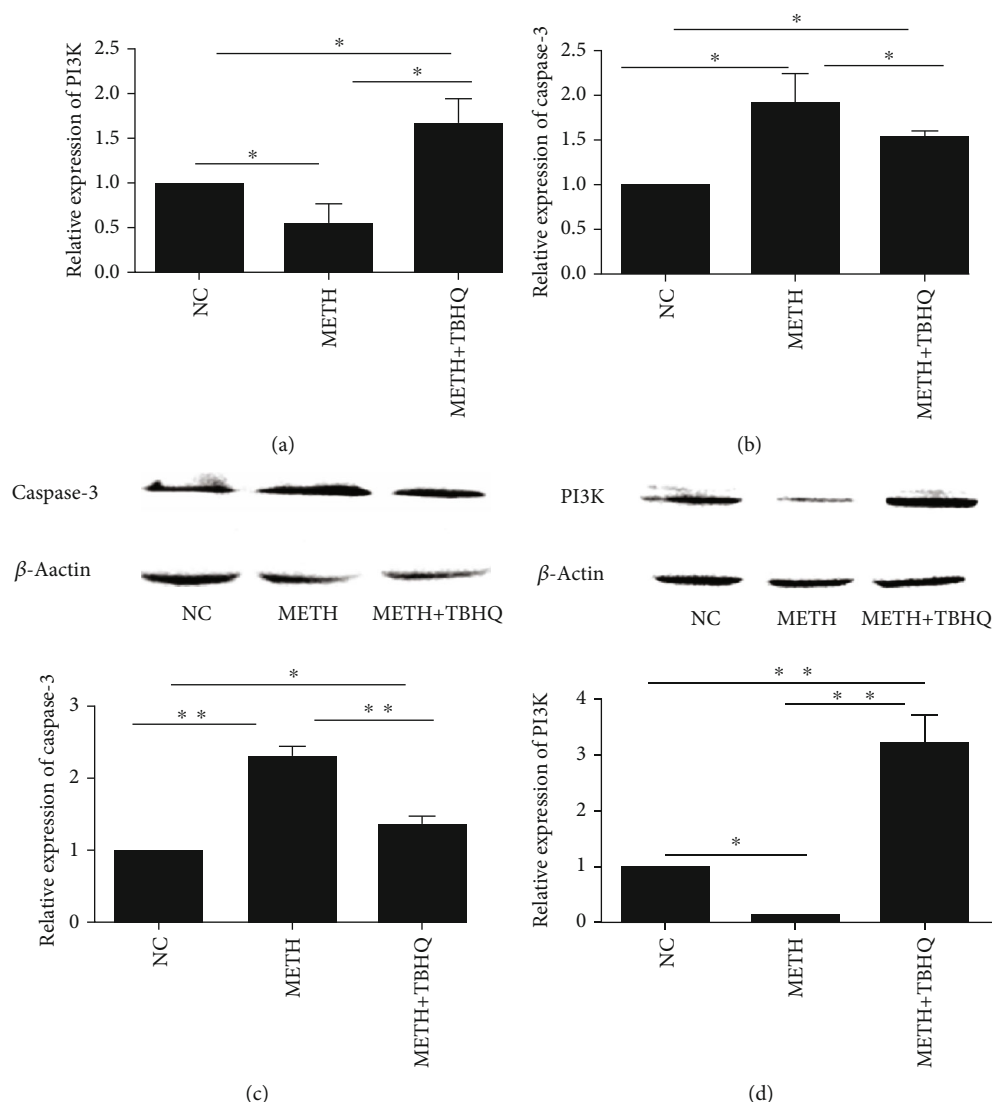 Relative expression of PI3K
2.5
2.0
1.5
1.0
0.5
0.0
*
*
*
NC
METH
METH+TBHQ
(a)
Relative expression of caspase-3
2.5
2.0
1.5
1.0
0.5
0.0
*
*
*
NC
METH
METH+TBHQ
(b)
Caspase-3
β-Aactin
NC METH METH+TBHQ
Relative expression of caspase-3
3
2
1
0
*
** **
NC
METH
METH+TBHQ
(c)
PI3K
β-Actin
NC METH METH+TBHQ
Relative expression of PI3K
4
3
2
1
0
* *
* *
*
NC
METH
METH+TBHQ
(d)